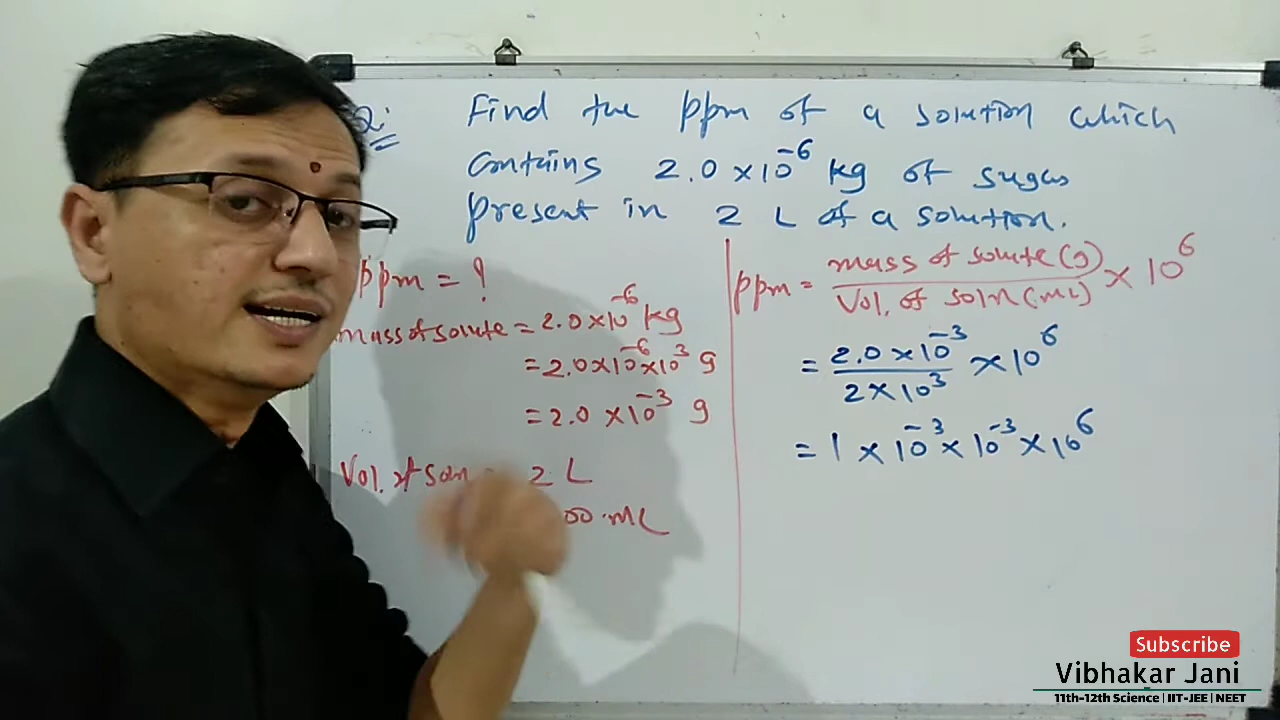 Q:
Find the ppm of a solution which
contains 2.0 × 10⁻⁶ kg of sugar
present in 2 L of a solution.
ppm = ?
mass of solute = 2.0 × 10⁻⁶ kg
= 2.0 × 10⁻⁶ × 10³ g
= 2.0 × 10⁻³ g
Vol. of soln = 2 L
00 mL
ppm = mass of solute (g) / Vol. of soln (mL) × 10⁶
= 2.0 × 10⁻³ / 2 × 10³ × 10⁶
= 1 × 10⁻³ × 10⁻³ × 10⁶
Subscribe
Vibhakar Jani
11th-12th Science | IIT-JEE | NEET